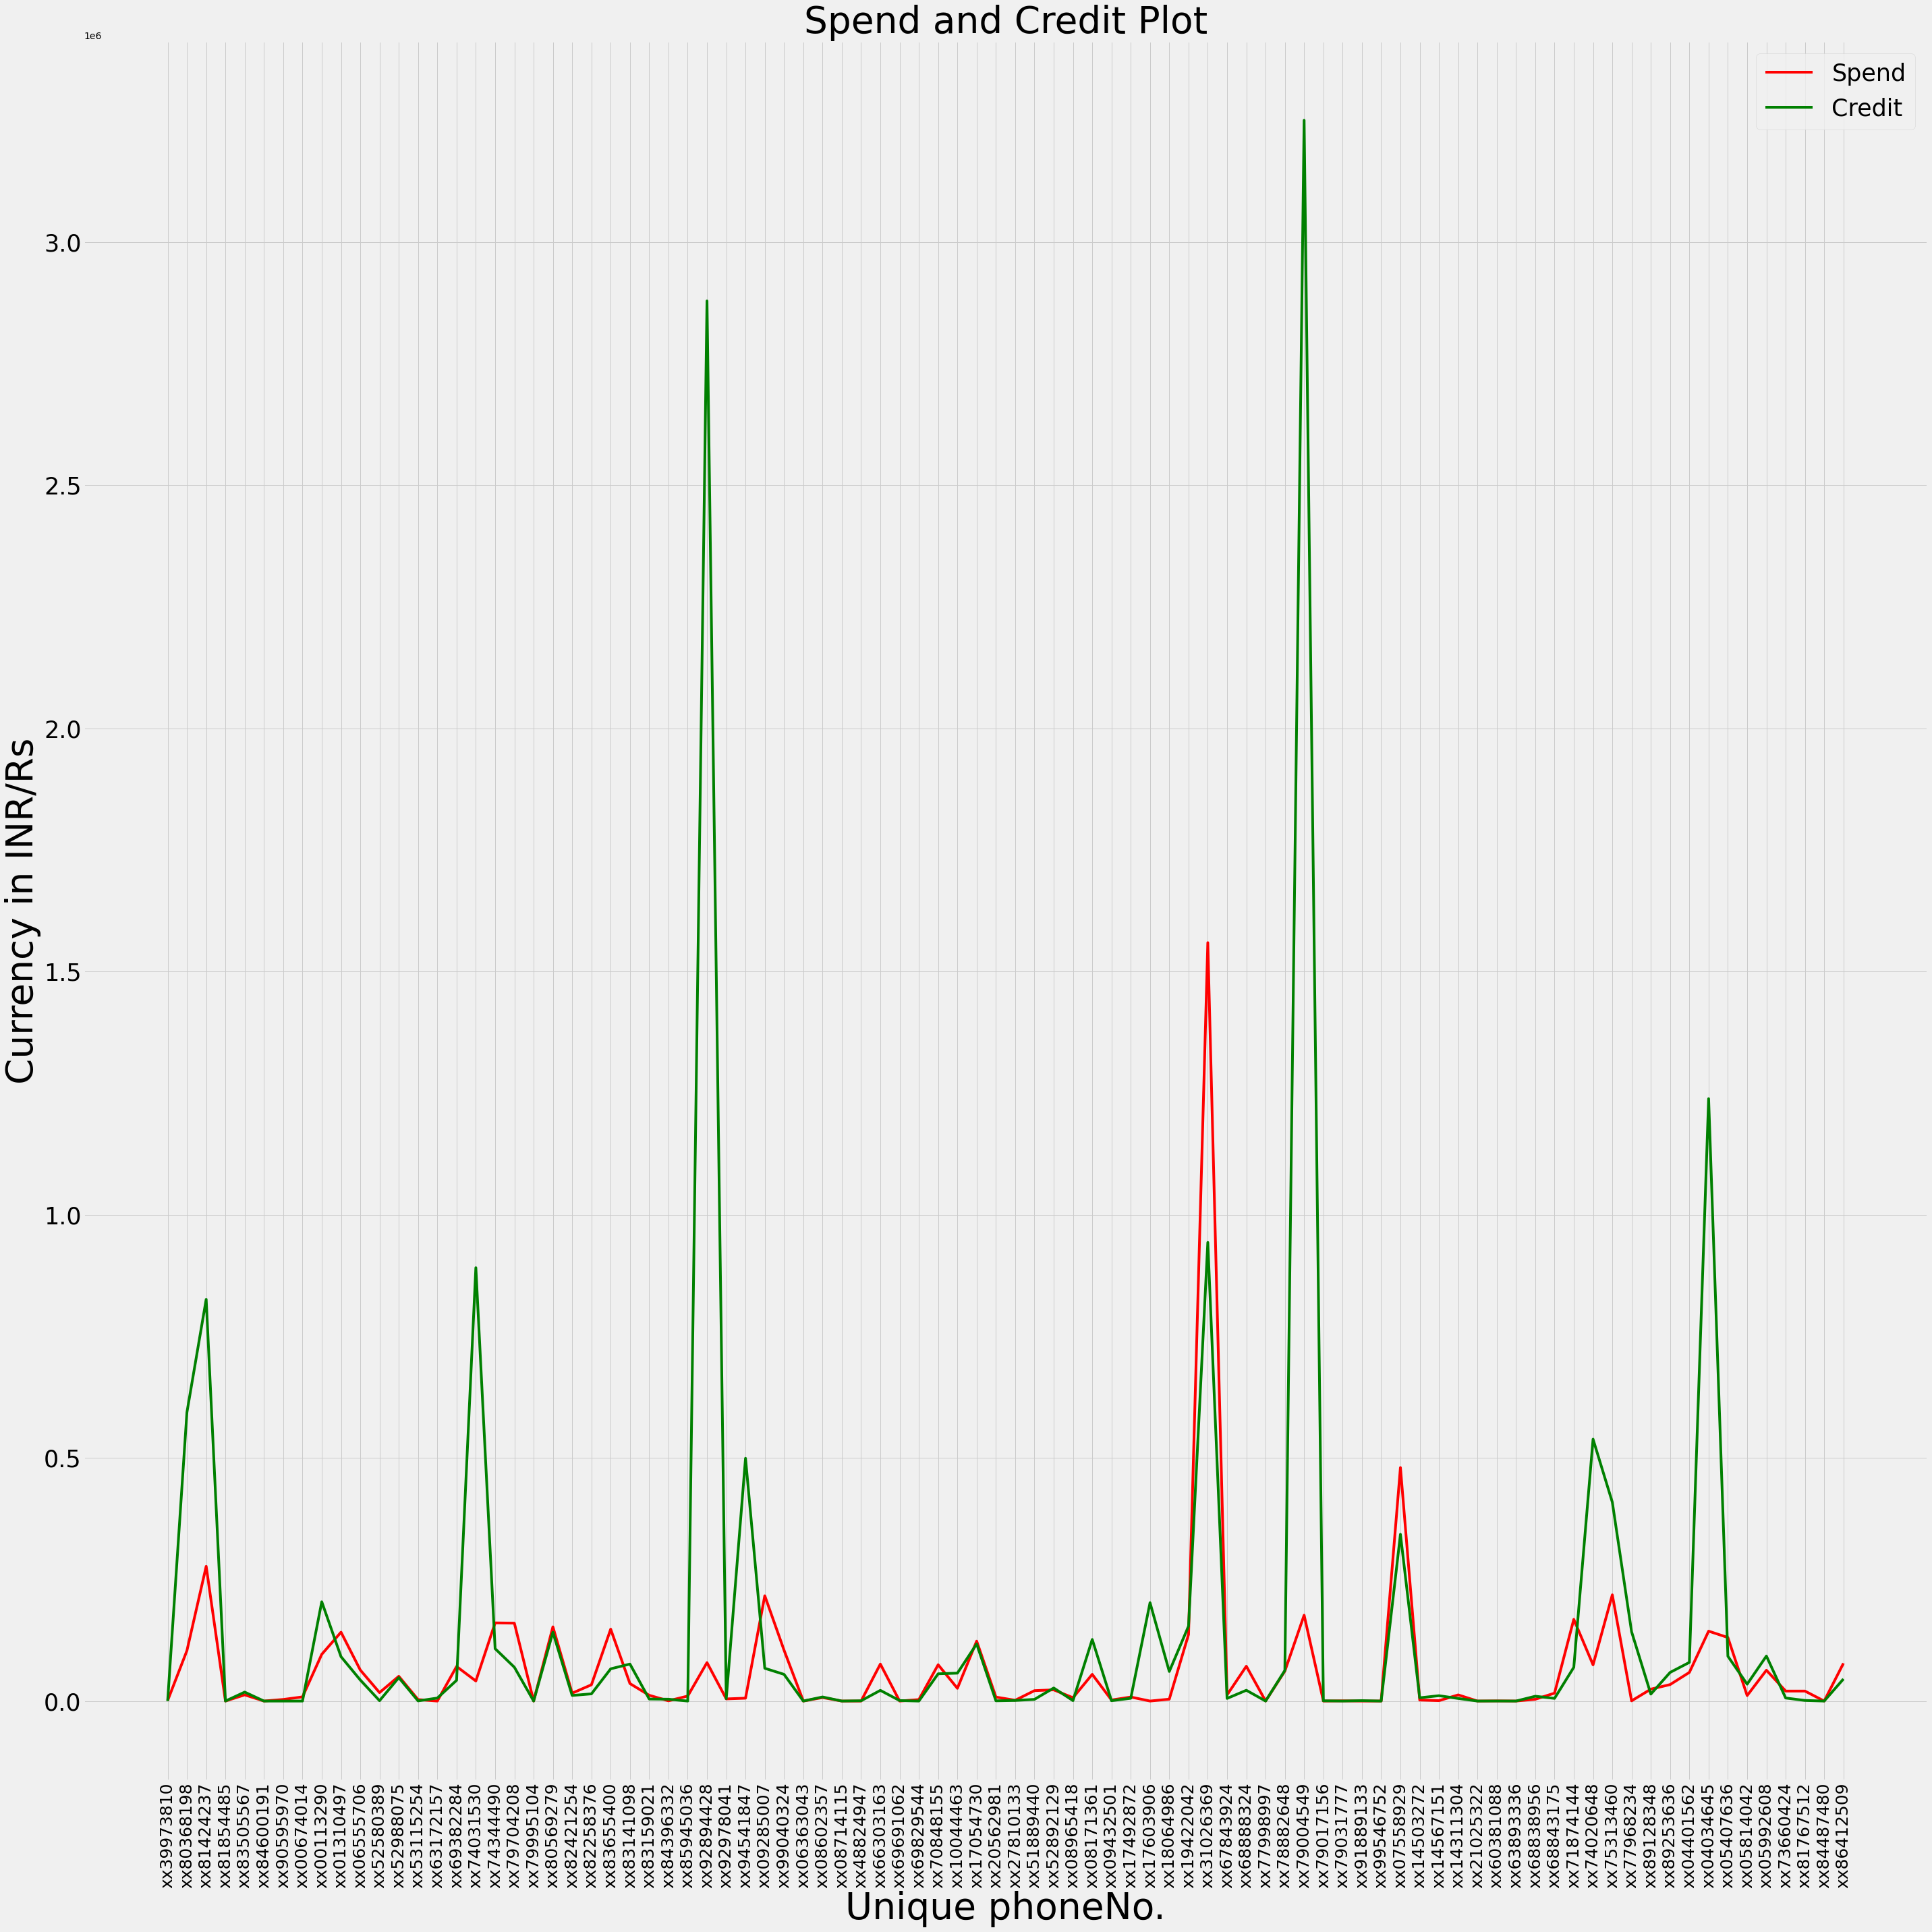 Spend and Credit Plot
1e6
Spend
Credit
3.0
2.5
2.0
1.5
1.0
0.5
0.0
Currency in INR/Rs
xx39973810
xx80368198
xx81424237
xx81854485
xx83505567
xx84600191
xx90595970
xx00674014
xx00113290
xx01310497
xx06555706
xx52580389
xx52988075
xx53115254
xx63172157
xx69382284
xx74031530
xx74344490
xx79704208
xx79995104
xx80569279
xx82421254
xx82258376
xx83655400
xx83141098
xx83159021
xx84396332
xx85945036
xx92894428
xx92978041
xx94541847
xx09285007
xx99040324
xx06363043
xx08602357
xx08714115
xx48824947
xx66303163
xx69691062
xx69829544
xx70848155
xx10044463
xx17054730
xx20562981
xx27810133
xx51889440
xx52892129
xx08965418
xx08171361
xx09432501
xx17492872
xx17603906
xx18064986
xx19422042
xx31026369
xx67843924
xx68888324
xx77998997
xx78882648
xx79004549
xx79017156
xx79031777
xx91889133
xx99546752
xx07558929
xx14503272
xx14567151
xx14311304
xx21025322
xx60381088
xx63893336
xx68838956
xx68843175
xx71874144
xx74020648
xx75313460
xx77968234
xx89128348
xx89253636
xx04401562
xx04034645
xx05407636
xx05814042
xx05992608
xx73660424
xx81767512
xx84487480
xx86412509
Unique phoneNo.